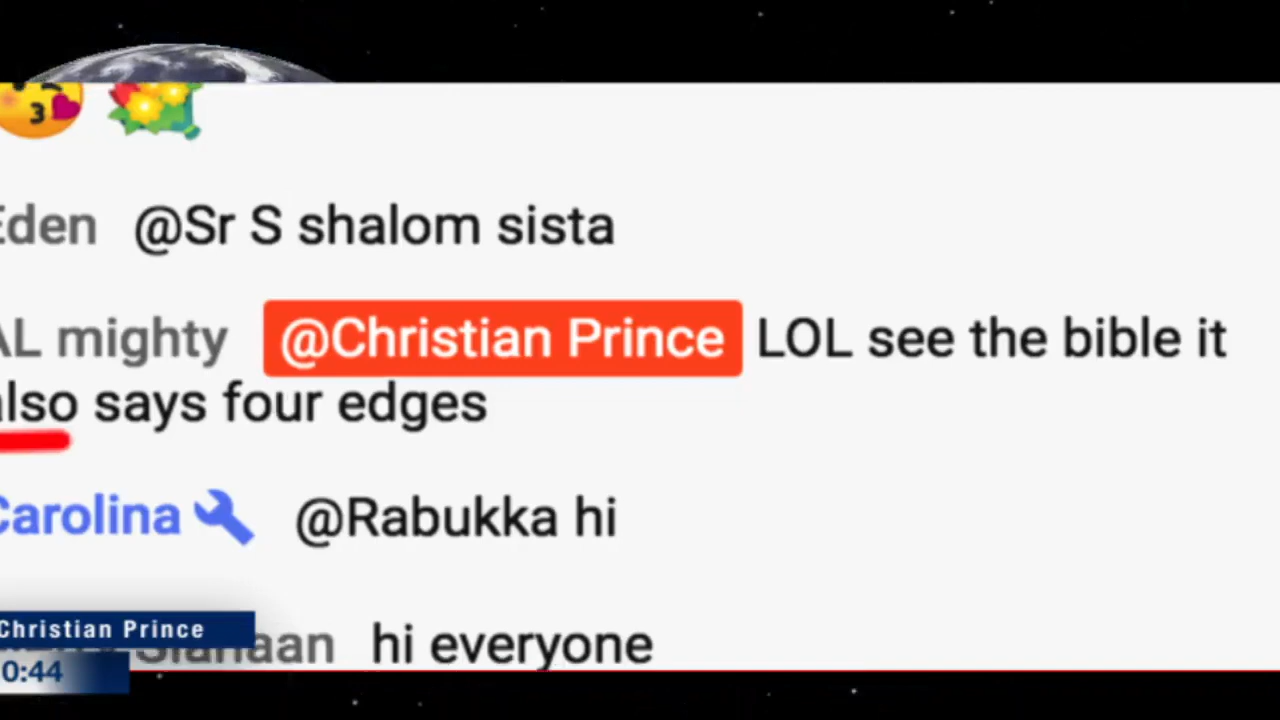 Eden @Sr S shalom sista
AL mighty @Christian Prince LOL see the bible it
also says four edges
Carolina @Rabukka hi
hi everyone
Christian Prince
0:44